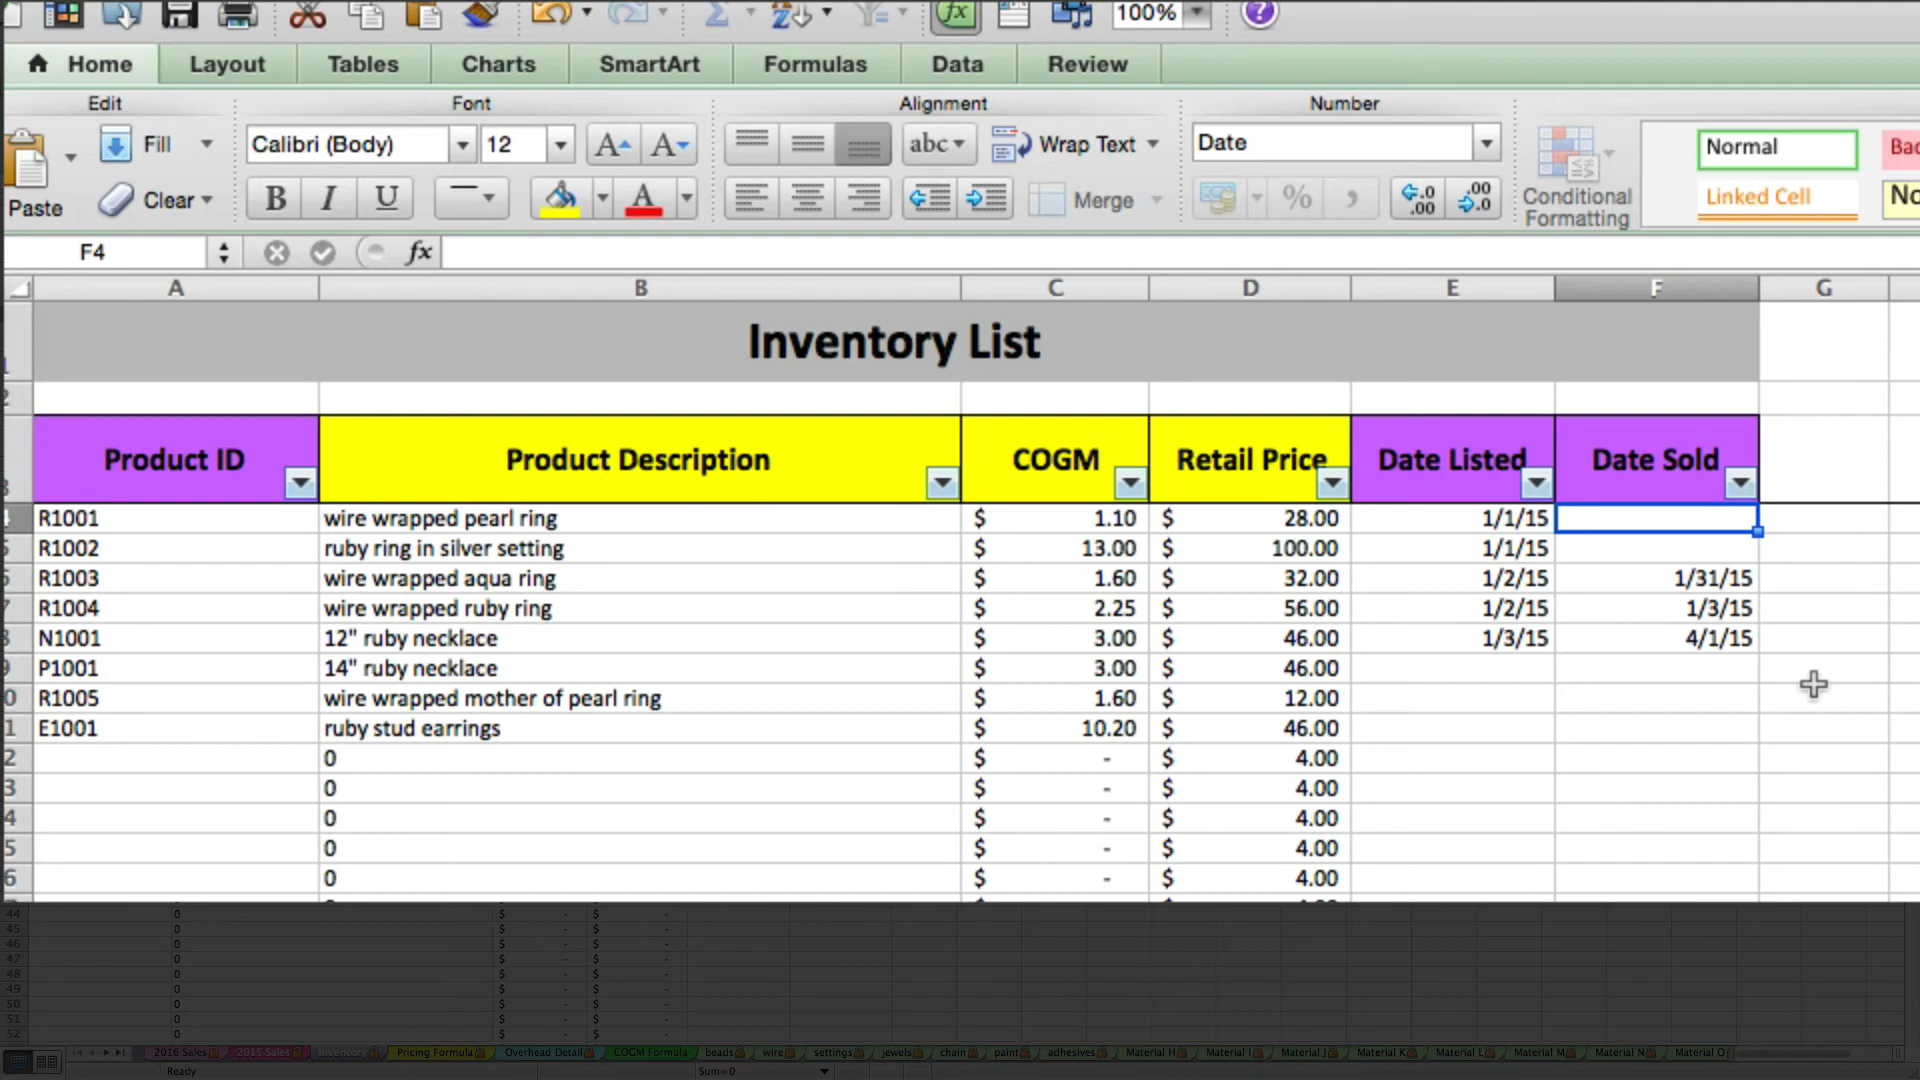 100%
Home Layout Tables Charts SmartArt Formulas Data Review
Edit Font Alignment Number
Fill Calibri (Body) 12 A A abc Wrap Text Date Normal
Paste Clear B I U A Merge % , .0 .00 .00 .0 Conditional Formatting Linked Cell
F4 fx
A B C D E F G
Inventory List
2
Product ID Product Description COGM Retail Price Date Listed Date Sold
R1001 wire wrapped pearl ring $ 1.10 $ 28.00 1/1/15
R1002 ruby ring in silver setting $ 13.00 $ 100.00 1/1/15
R1003 wire wrapped aqua ring $ 1.60 $ 32.00 1/2/15 1/31/15
R1004 wire wrapped ruby ring $ 2.25 $ 56.00 1/2/15 1/3/15
N1001 12" ruby necklace $ 3.00 $ 46.00 1/3/15 4/1/15
P1001 14" ruby necklace $ 3.00 $ 46.00
R1005 wire wrapped mother of pearl ring $ 1.60 $ 12.00
E1001 ruby stud earrings $ 10.20 $ 46.00
0 $ - $ 4.00
0 $ - $ 4.00
0 $ - $ 4.00
0 $ - $ 4.00
0 $ - $ 4.00
44 0 $ - $ -
45 0 $ - $ -
46 0 $ - $ -
47 0 $ - $ -
48 0 $ - $ -
49 0 $ - $ -
50 0 $ - $ -
51 0 $ - $ -
52 0 $ - $ -
2016 Sales 2015 Sales Inventory Pricing Formula Overhead Detail COGM Formula beads wire settings jewels chain paint adhesives Material H Material I Material J Material K Material L Material M Material N Material O
Ready Sum=0